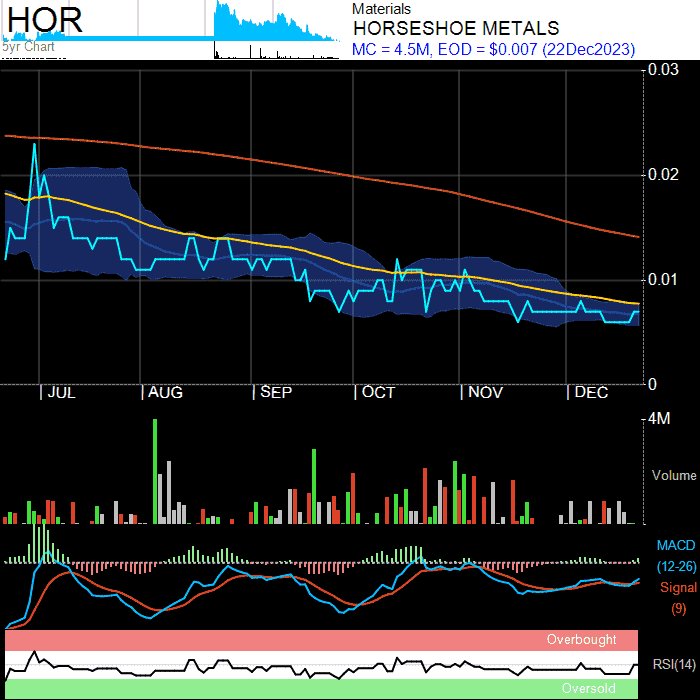 HOR
5yr Chart
Materials
HORSESHOE METALS
MC = 4.5M, EOD = $0.007 (22Dec2023)
0.03
0.02
0.01
0
JUL AUG SEP OCT NOV DEC
4M
Volume
MACD
(12-26)
Signal
(9)
Overbought
RSI(14)
Oversold